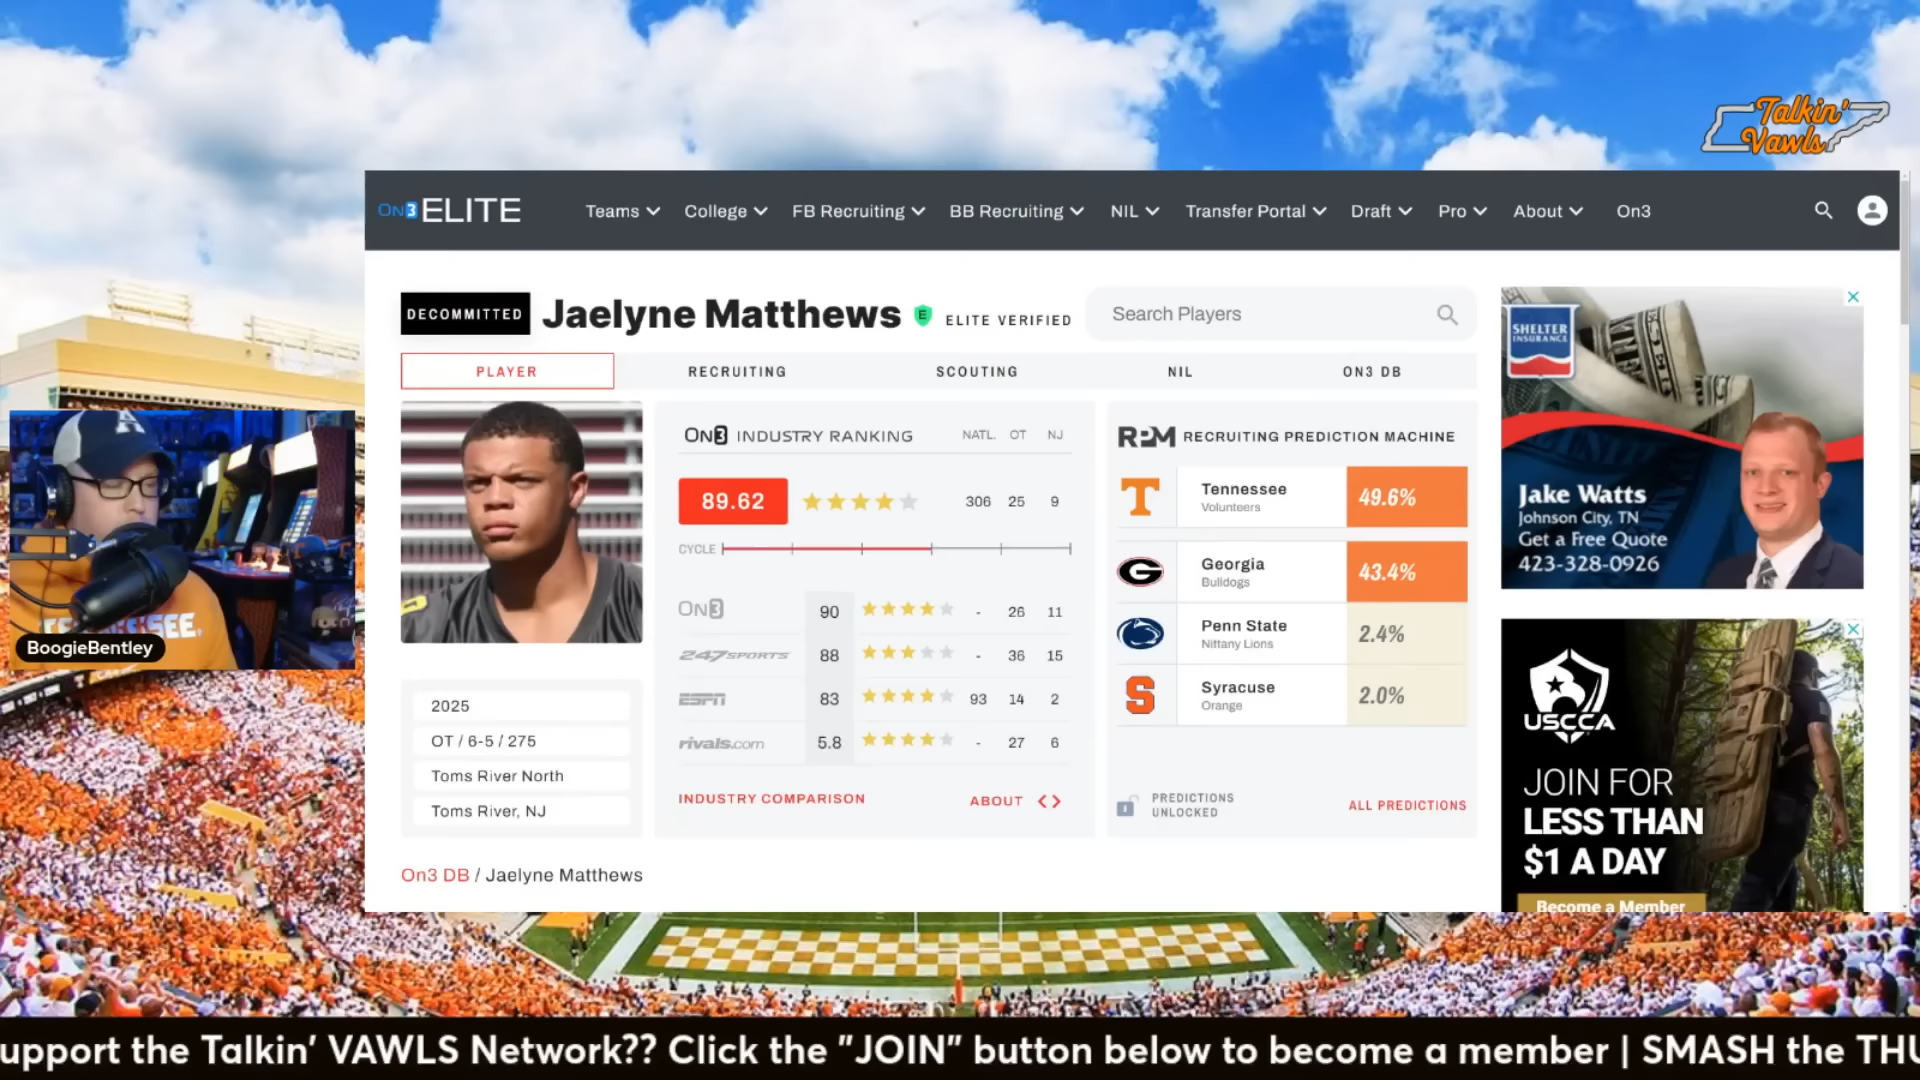 Talkin'
Vawls
On3 ELITE
Teams
College
FB Recruiting
BB Recruiting
NIL
Transfer Portal
Draft
Pro
About
On3
DECOMMITTED
Jaelyne Matthews
E
ELITE VERIFIED
Search Players
PLAYER
RECRUITING
SCOUTING
NIL
ON3 DB
On3 INDUSTRY RANKING NATL. OT NJ
89.62 306 25 9
CYCLE
On3 90 - 26 11
247SPORTS 88 - 36 15
ESPN 83 93 14 2
rivals.com 5.8 - 27 6
INDUSTRY COMPARISON
ABOUT
RPM RECRUITING PREDICTION MACHINE
T Tennessee 49.6%
Volunteers
G Georgia 43.4%
Bulldogs
Penn State 2.4%
Nittany Lions
S Syracuse 2.0%
Orange
PREDICTIONS
UNLOCKED
ALL PREDICTIONS
2025
OT / 6-5 / 275
Toms River North
Toms River, NJ
On3 DB / Jaelyne Matthews
SHELTER
INSURANCE
Jake Watts
Johnson City, TN
Get a Free Quote
423-328-0926
USCCA
JOIN FOR
LESS THAN
$1 A DAY
Become a Member
A
BoogieBentley
upport the Talkin' VAWLS Network?? Click the "JOIN" button below to become a member | SMASH the THU